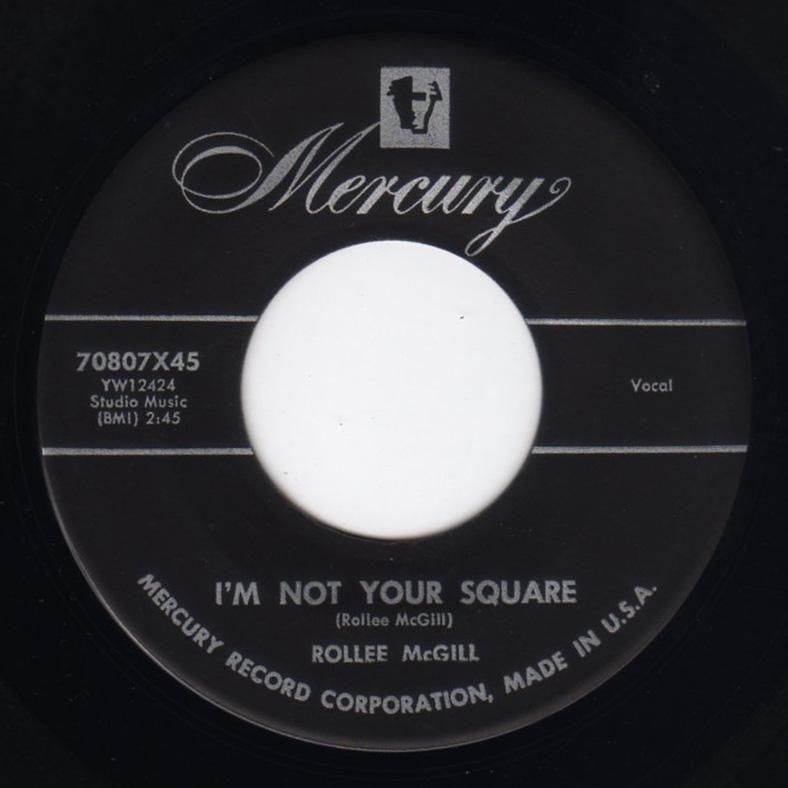 Mercury
70807X45
YW12424
Studio Music
(BMI) 2:45
Vocal
I'M NOT YOUR SQUARE
(Rollee McGill)
ROLLEE McGILL
MERCURY RECORD CORPORATION, MADE IN U.S.A.